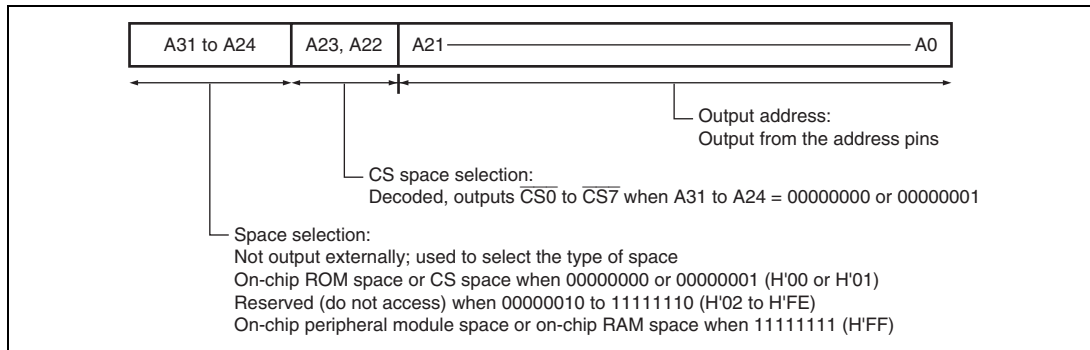 A31 to A24
A23, A22
A21
A0
Output address:
Output from the address pins
CS space selection:
Decoded, outputs CS0 to CS7 when A31 to A24 = 00000000 or 00000001
Space selection:
Not output externally; used to select the type of space
On-chip ROM space or CS space when 00000000 or 00000001 (H'00 or H'01)
Reserved (do not access) when 00000010 to 11111110 (H'02 to H'FE)
On-chip peripheral module space or on-chip RAM space when 11111111 (H'FF)